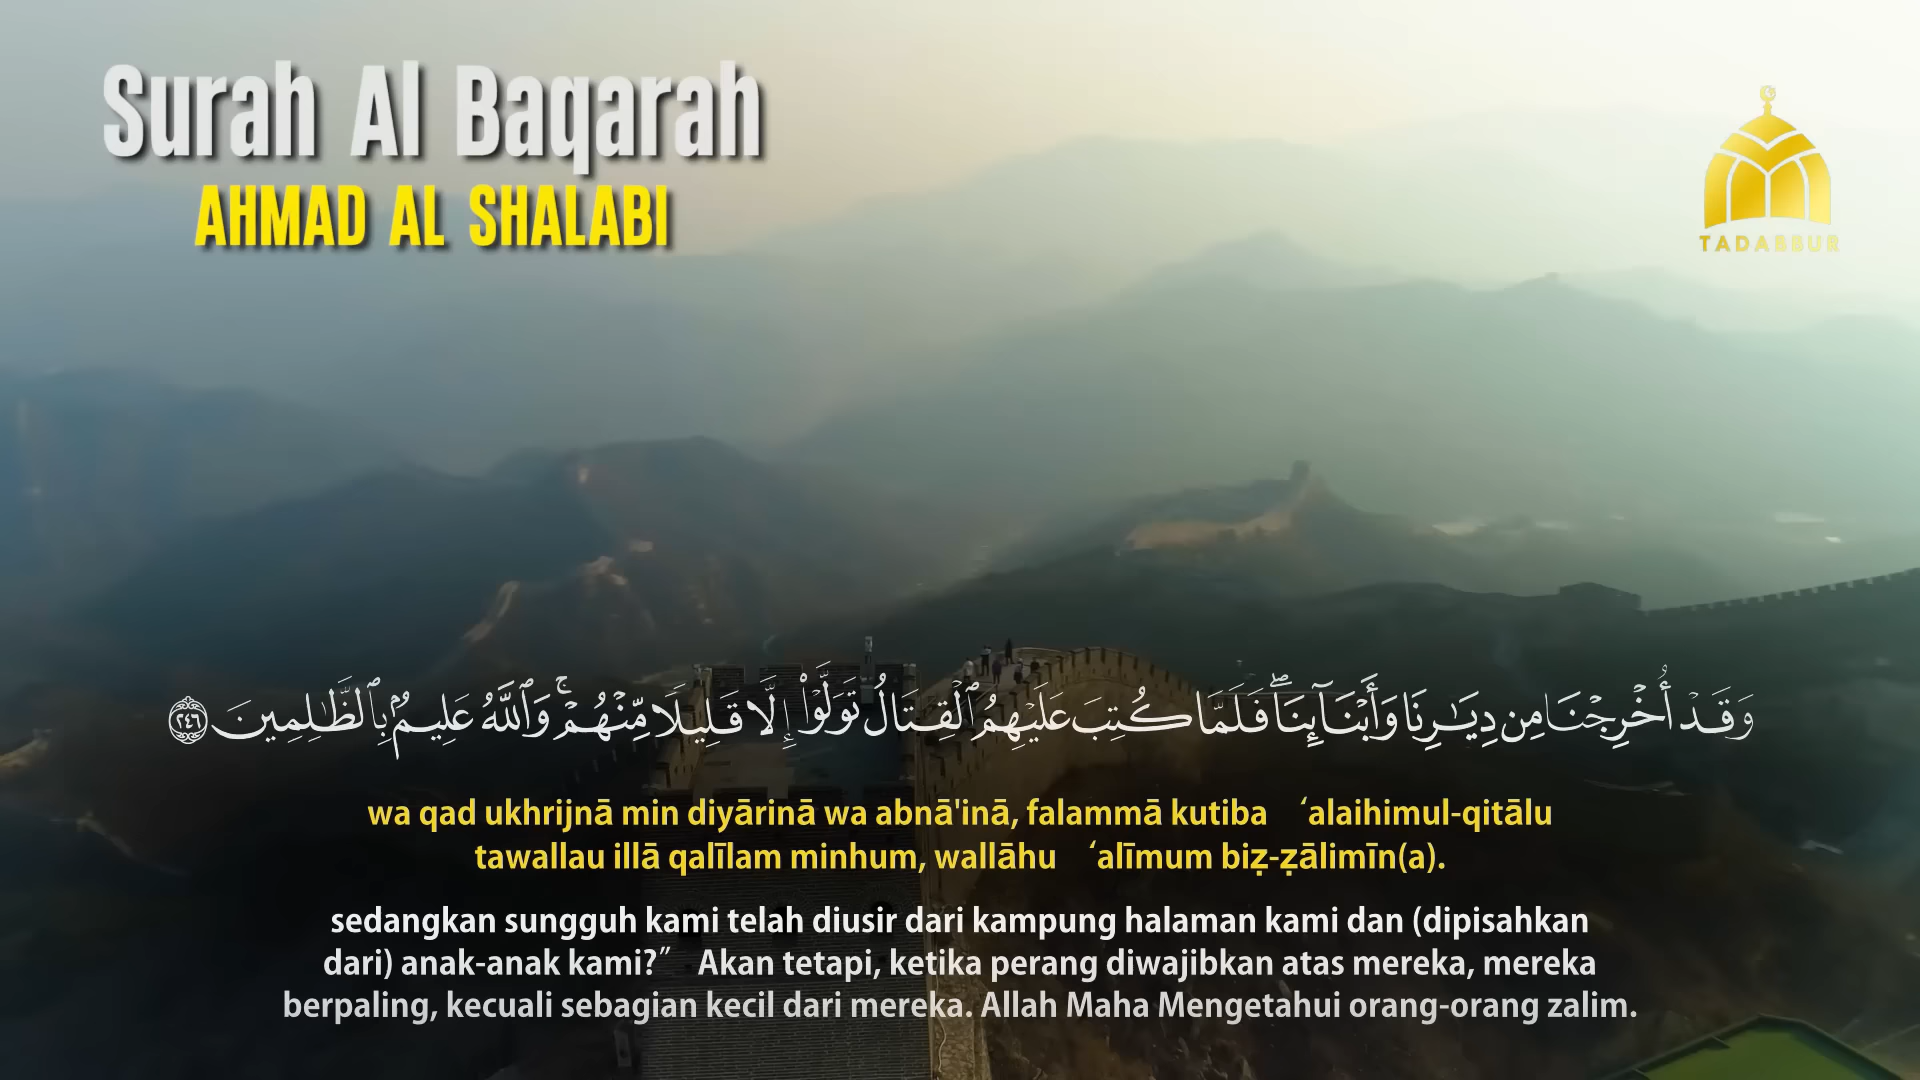 Surah Al Baqarah
AHMAD AL SHALABI
TADABBUR
وَقَدْ أُخْرِجْنَا مِن دِيَـٰرِنَا وَأَبْنَآئِنَا ۖ فَلَمَّا كُتِبَ عَلَيْهِمُ ٱلْقِتَالُ تَوَلَّوْا۟ إِلَّا قَلِيلًا مِّنْهُمْ ۚ وَٱللَّهُ عَلِيمٌۢ بِٱلظَّـٰلِمِينَ ٢٤٦
wa qad ukhrijnā min diyārinā wa abnā'inā, falammā kutiba ‘alaihimul-qitālu
tawallau illā qalīlam minhum, wallāhu ‘alīmum biẓ-ẓālimīn(a).
sedangkan sungguh kami telah diusir dari kampung halaman kami dan (dipisahkan
dari) anak-anak kami?” Akan tetapi, ketika perang diwajibkan atas mereka, mereka
berpaling, kecuali sebagian kecil dari mereka. Allah Maha Mengetahui orang-orang zalim.